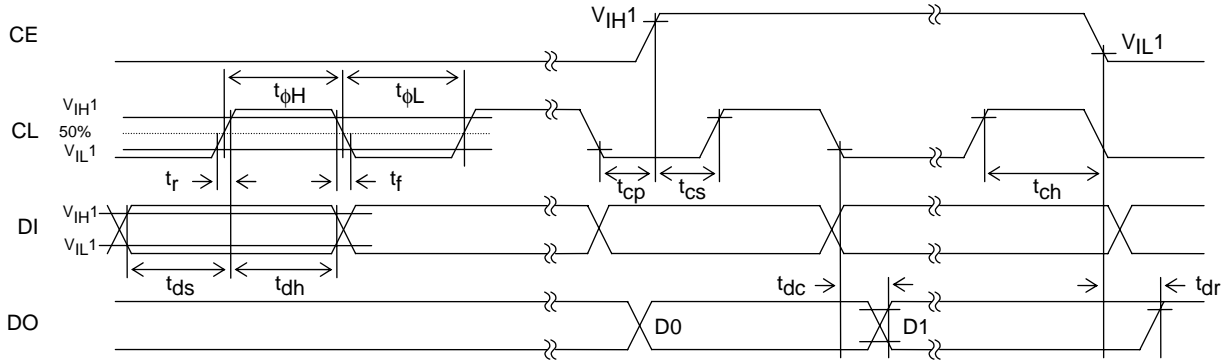 CE
VIH1
VIL1
tϕH
tϕL
VIH1
CL
50%
VIL1
tr
tf
tcp
tcs
tch
VIH1
DI
VIL1
tds
tdh
tdc
tdr
DO
D0
D1